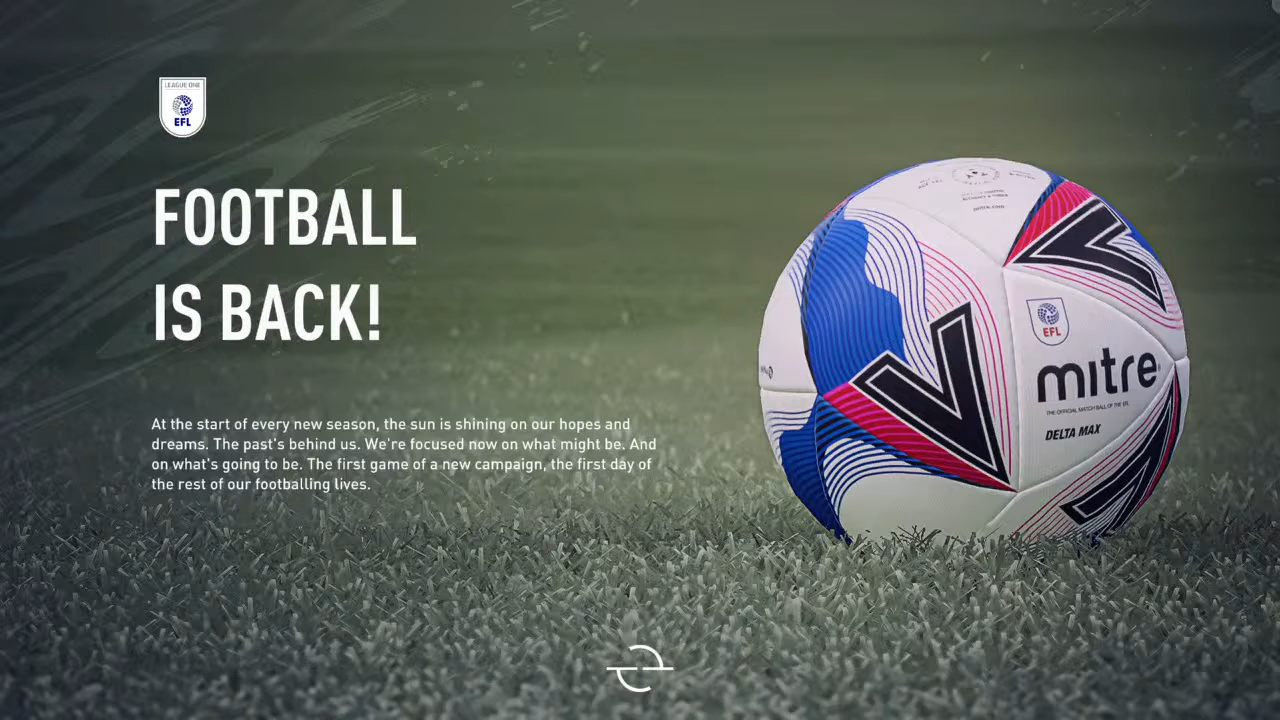 LEAGUE ONE
EFL
FOOTBALL
IS BACK!
At the start of every new season, the sun is shining on our hopes and
dreams. The past's behind us. We're focused now on what might be. And
on what's going to be. The first game of a new campaign, the first day of
the rest of our footballing lives.
EFL
mitre
THE OFFICIAL MATCH BALL OF THE EFL
DELTA MAX